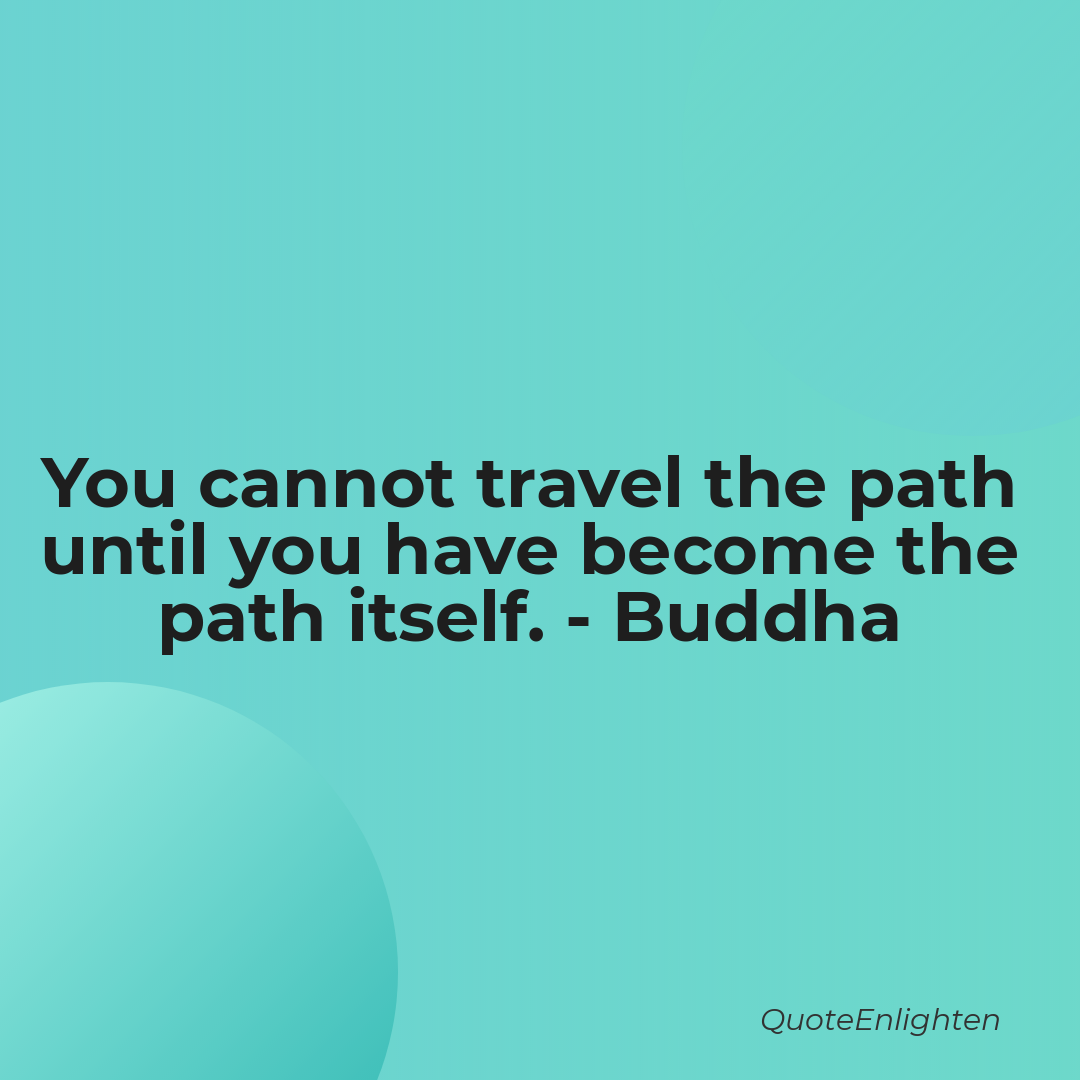 You cannot travel the path
until you have become the
path itself. - Buddha
QuoteEnlighten